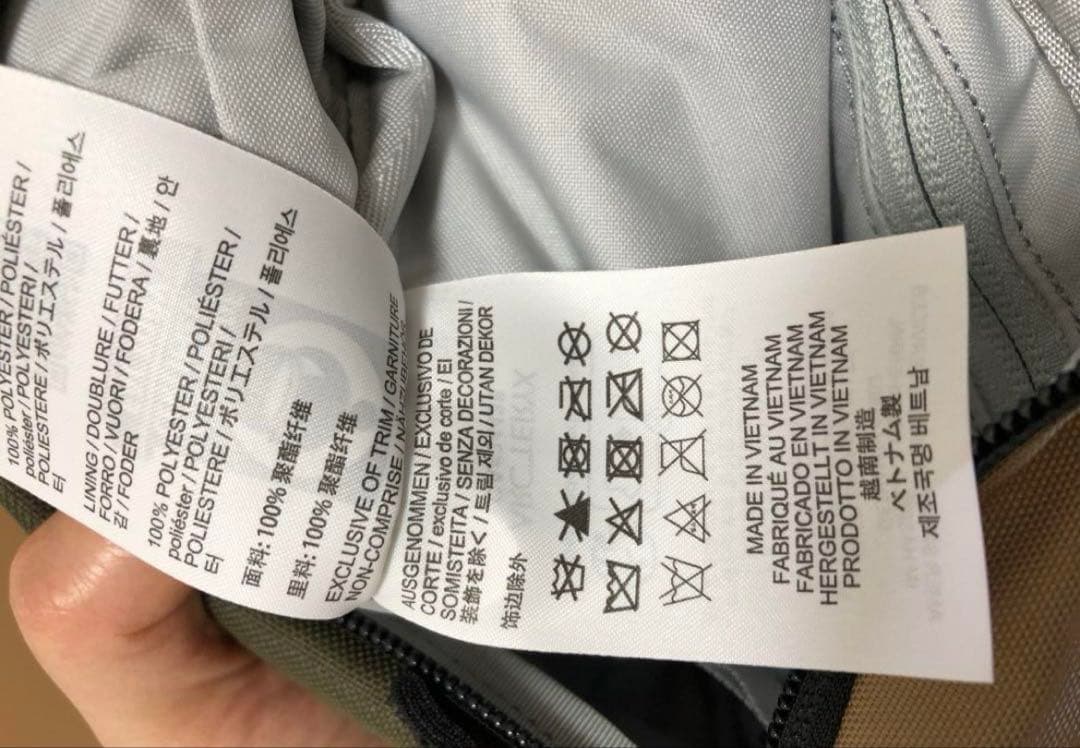 100% POLYESTER / POLIÉSTER /
poliéster / POLYESTERI /
POLIESTERE / ポリエステル / 폴리에스
터
LINING / DOUBLURE / FUTTER /
FORRO / VUORI / FODERA / 裏地 / 안
감 / FODER
100% POLYESTER / POLIÉSTER /
poliéster / POLYESTERI /
POLIESTERE / ポリエステル / 폴리에스
터
面料: 100% 聚酯纤维
里料: 100% 聚酯纤维
EXCLUSIVE OF TRIM / GARNITURE
NON-COMPRISE /
AUSGENOMMEN / EXCLUSIVO DE
CORTE / exclusivo de corte / EI
SOMISTEITA / SENZA DECORAZIONI /
装飾を除く / 트림 제외 / UTAN DEKOR
饰边除外
MADE IN VIETNAM
FABRIQUÉ AU VIETNAM
FABRICADO EN VIETNAM
HERGESTELLT IN VIETNAM
PRODOTTO IN VIETNAM
越南制造
ベトナム製
제조국명 베트남